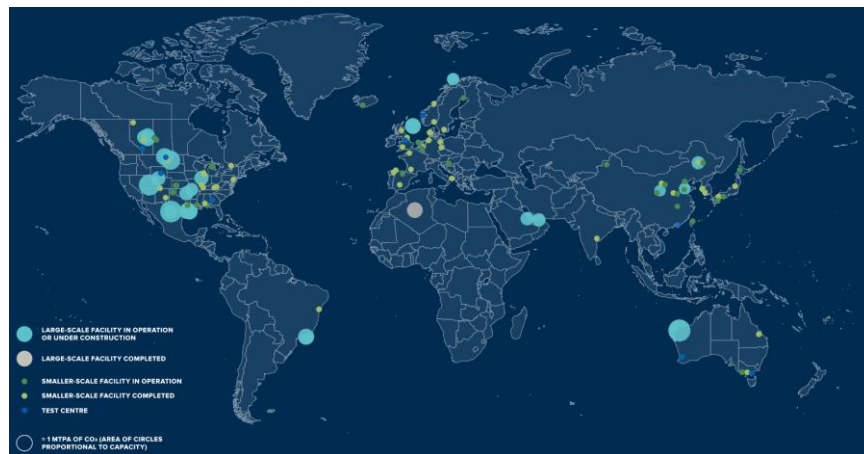 LARGE-SCALE FACILITY IN OPERATION
OR UNDER CONSTRUCTION
LARGE-SCALE FACILITY COMPLETED
SMALLER-SCALE FACILITY IN OPERATION
SMALLER-SCALE FACILITY COMPLETED
TEST CENTRE
= 1 MTPA OF CO₂ (AREA OF CIRCLES
PROPORTIONAL TO CAPACITY)